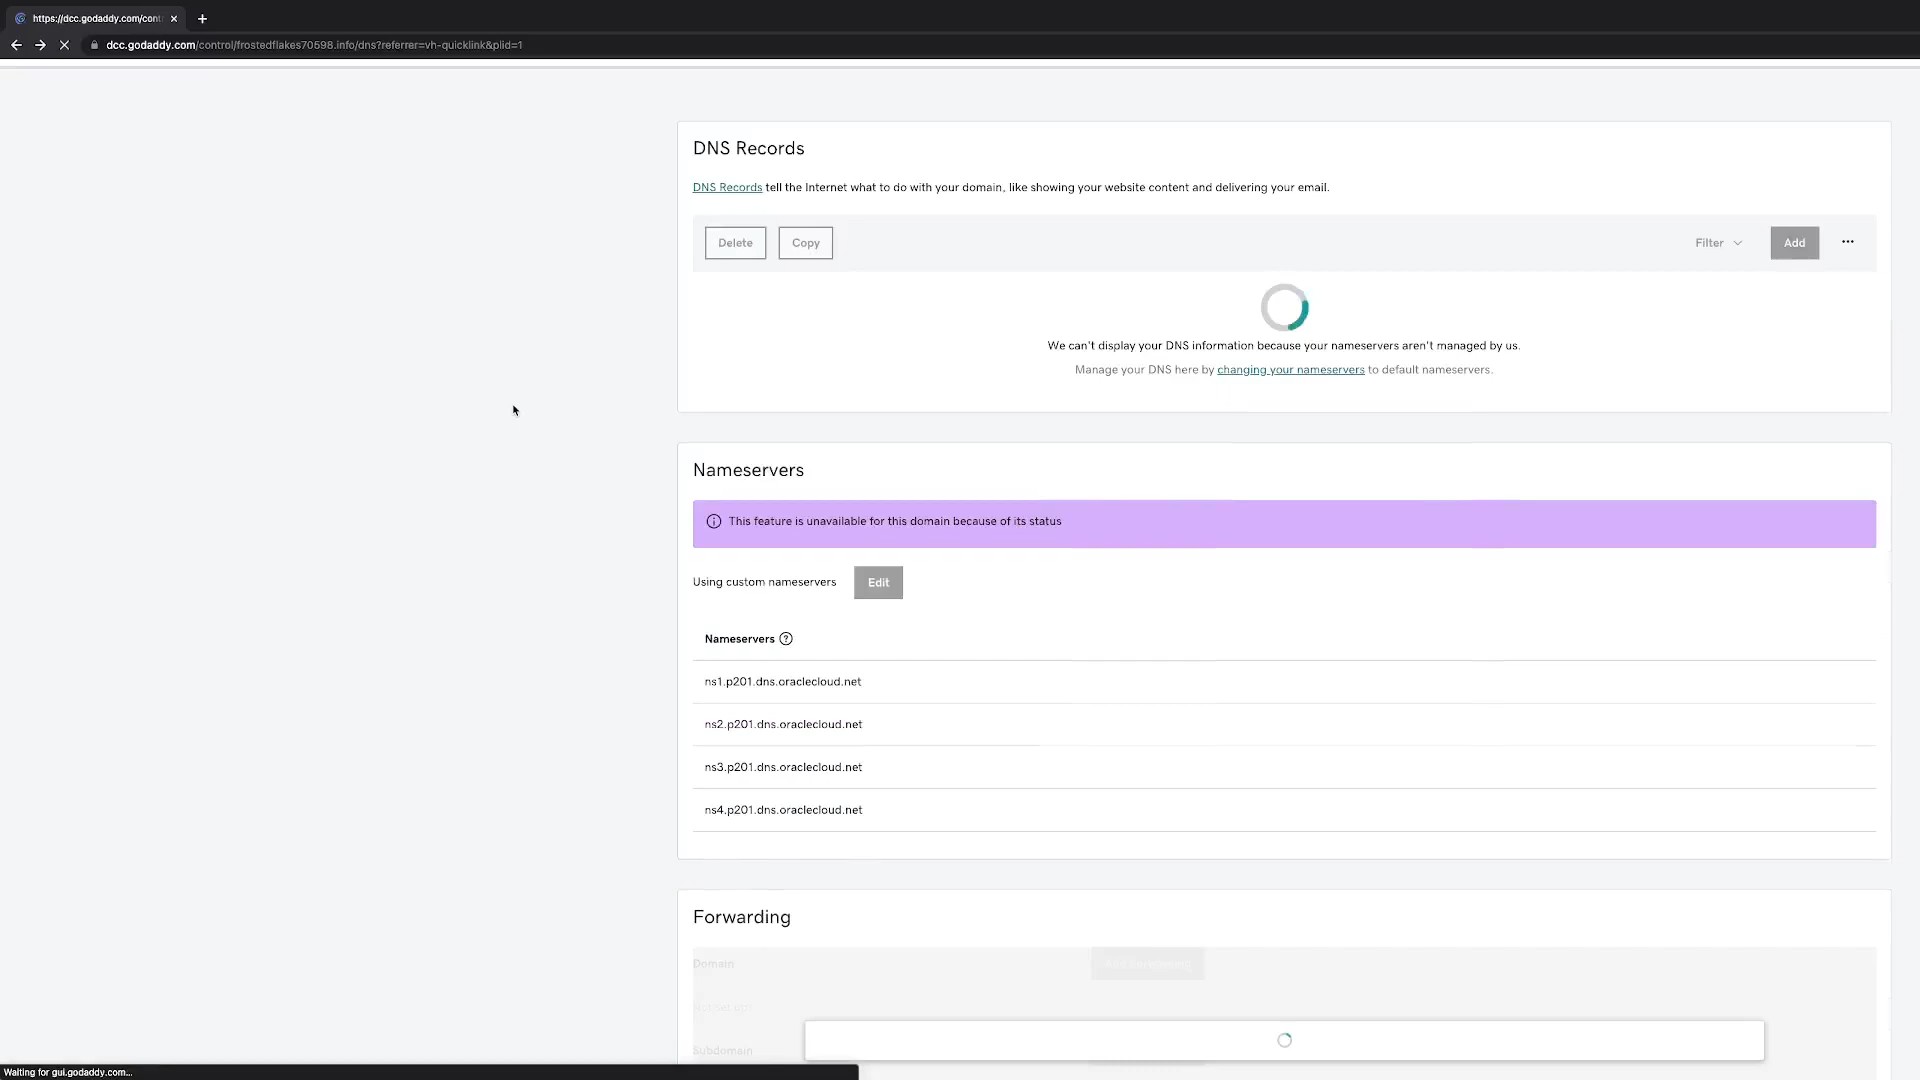 https://dcc.godaddy.com/cont
dcc.godaddy.com/control/frostedflakes70598.info/dns?referrer=vh-quicklink&plid=1
DNS Records
DNS Records tell the Internet what to do with your domain, like showing your website content and delivering your email.
Delete Copy Filter Add
We can't display your DNS information because your nameservers aren't managed by us.
Manage your DNS here by changing your nameservers to default nameservers.
Nameservers
This feature is unavailable for this domain because of its status
Using custom nameservers Edit
Nameservers
ns1.p201.dns.oraclecloud.net
ns2.p201.dns.oraclecloud.net
ns3.p201.dns.oraclecloud.net
ns4.p201.dns.oraclecloud.net
Forwarding
Domain
Subdomain
Waiting for gui.godaddy.com...